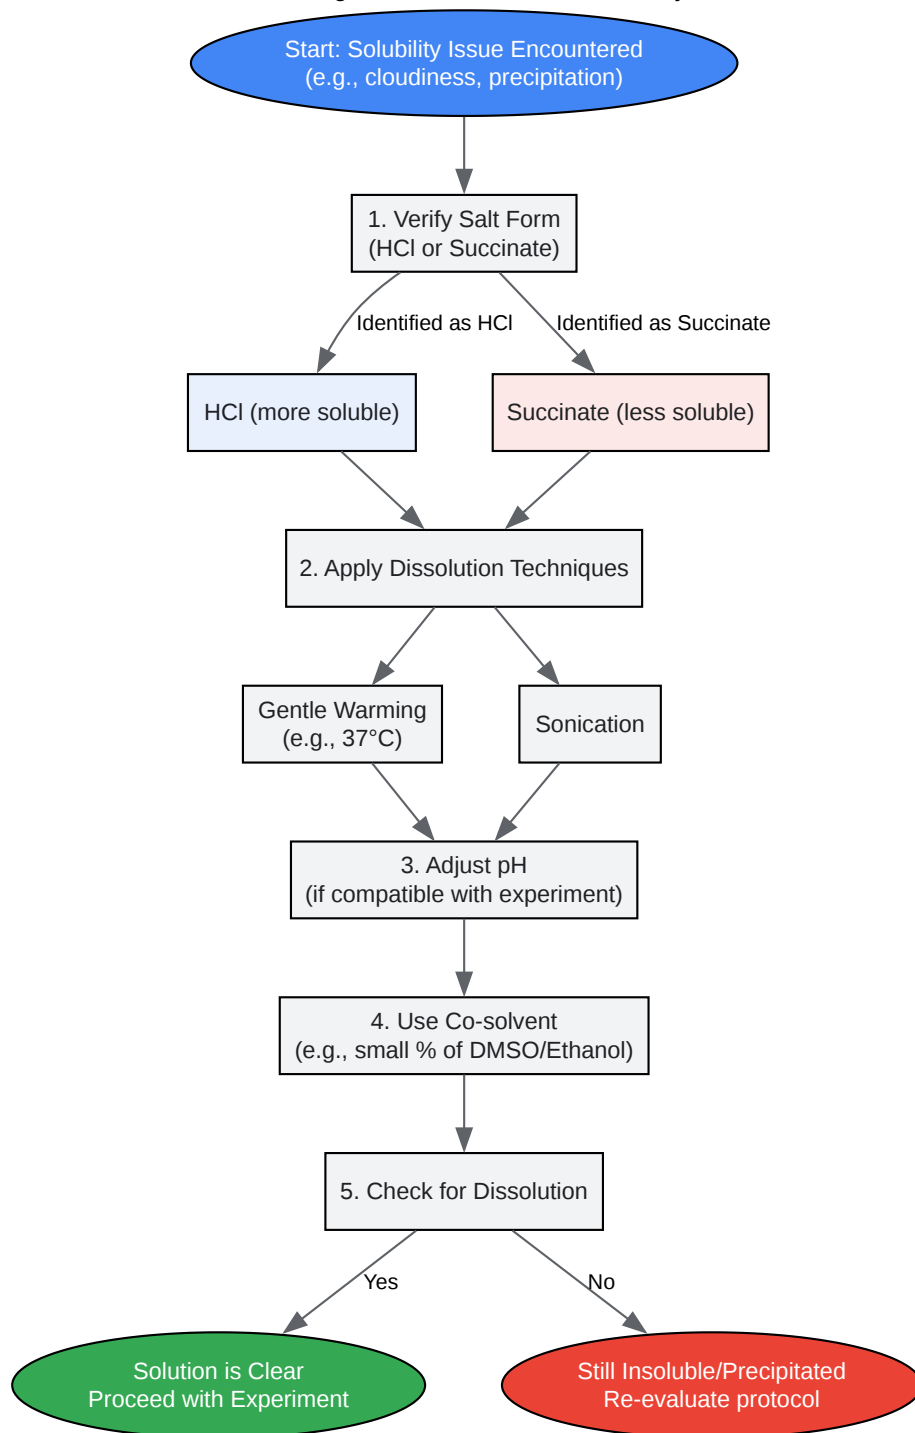 Start: Solubility Issue Encountered
(e.g., cloudiness, precipitation)
1. Verify Salt Form
(HCl or Succinate)
Identified as HCl
Identified as Succinate
HCl (more soluble)
Succinate (less soluble)
2. Apply Dissolution Techniques
Gentle Warming
(e.g., 37°C)
Sonication
3. Adjust pH
(if compatible with experiment)
4. Use Co-solvent
(e.g., small % of DMSO/Ethanol)
5. Check for Dissolution
Yes
No
Solution is Clear
Proceed with Experiment
Still Insoluble/Precipitated
Re-evaluate protocol